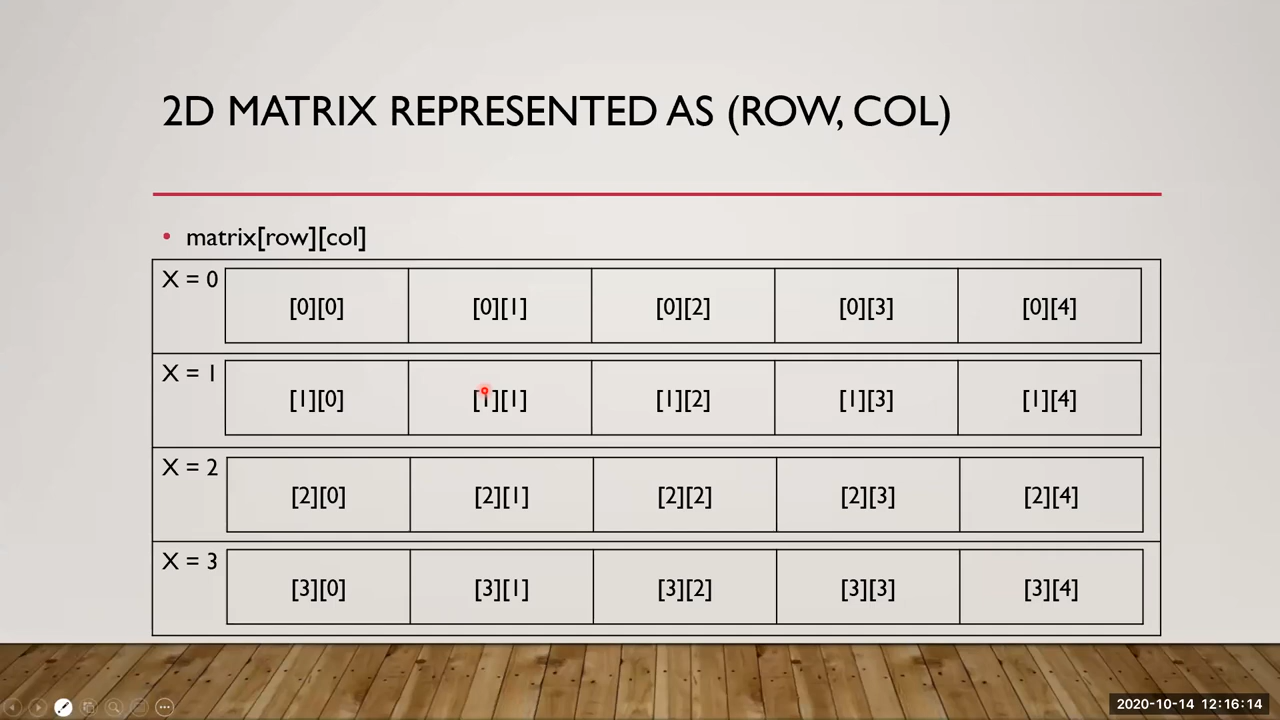 2D MATRIX REPRESENTED AS (ROW, COL)
• matrix[row][col]
X = 0 [0][0] [0][1] [0][2] [0][3] [0][4]
X = 1 [1][0] [1][1] [1][2] [1][3] [1][4]
X = 2 [2][0] [2][1] [2][2] [2][3] [2][4]
X = 3 [3][0] [3][1] [3][2] [3][3] [3][4]
2020-10-14 12:16:14